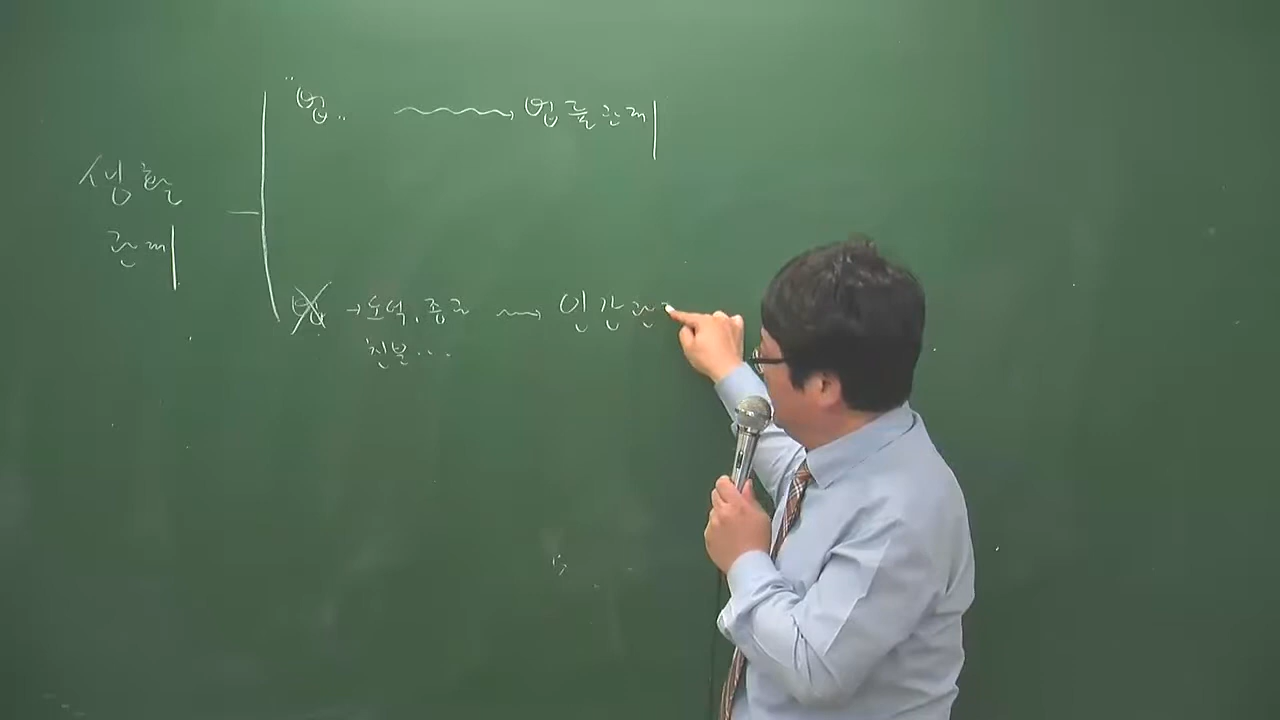 "법" → 법률관계
생활
관계
법 → 도덕, 종교 → 인간관
친분...